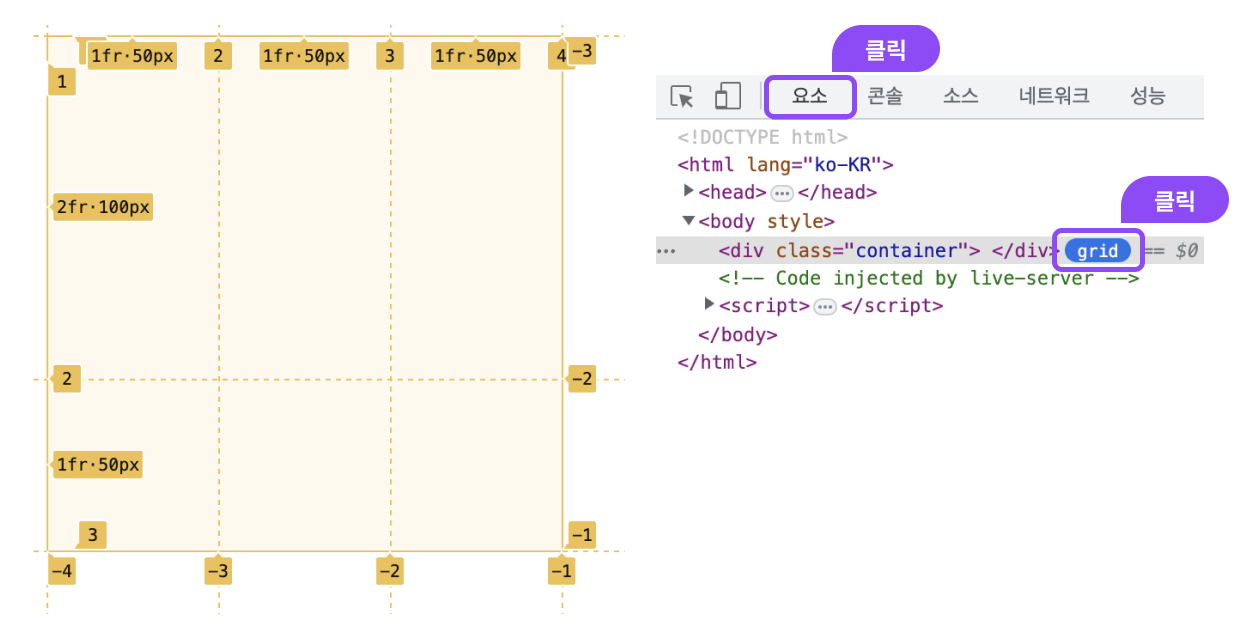 1fr·50px 2 1fr·50px 3 1fr·50px 4 -3
1
2fr·100px
2 -2
1fr·50px
3 -1
-4 -3 -2 -1
클릭
요소 콘솔 소스 네트워크 성능
<!DOCTYPE html>
<html lang="ko-KR">
<head> ⋯ </head>
<body style>
클릭
⋯ <div class="container"> </div> grid == $0
<!-- Code injected by live-server -->
<script> ⋯ </script>
</body>
</html>